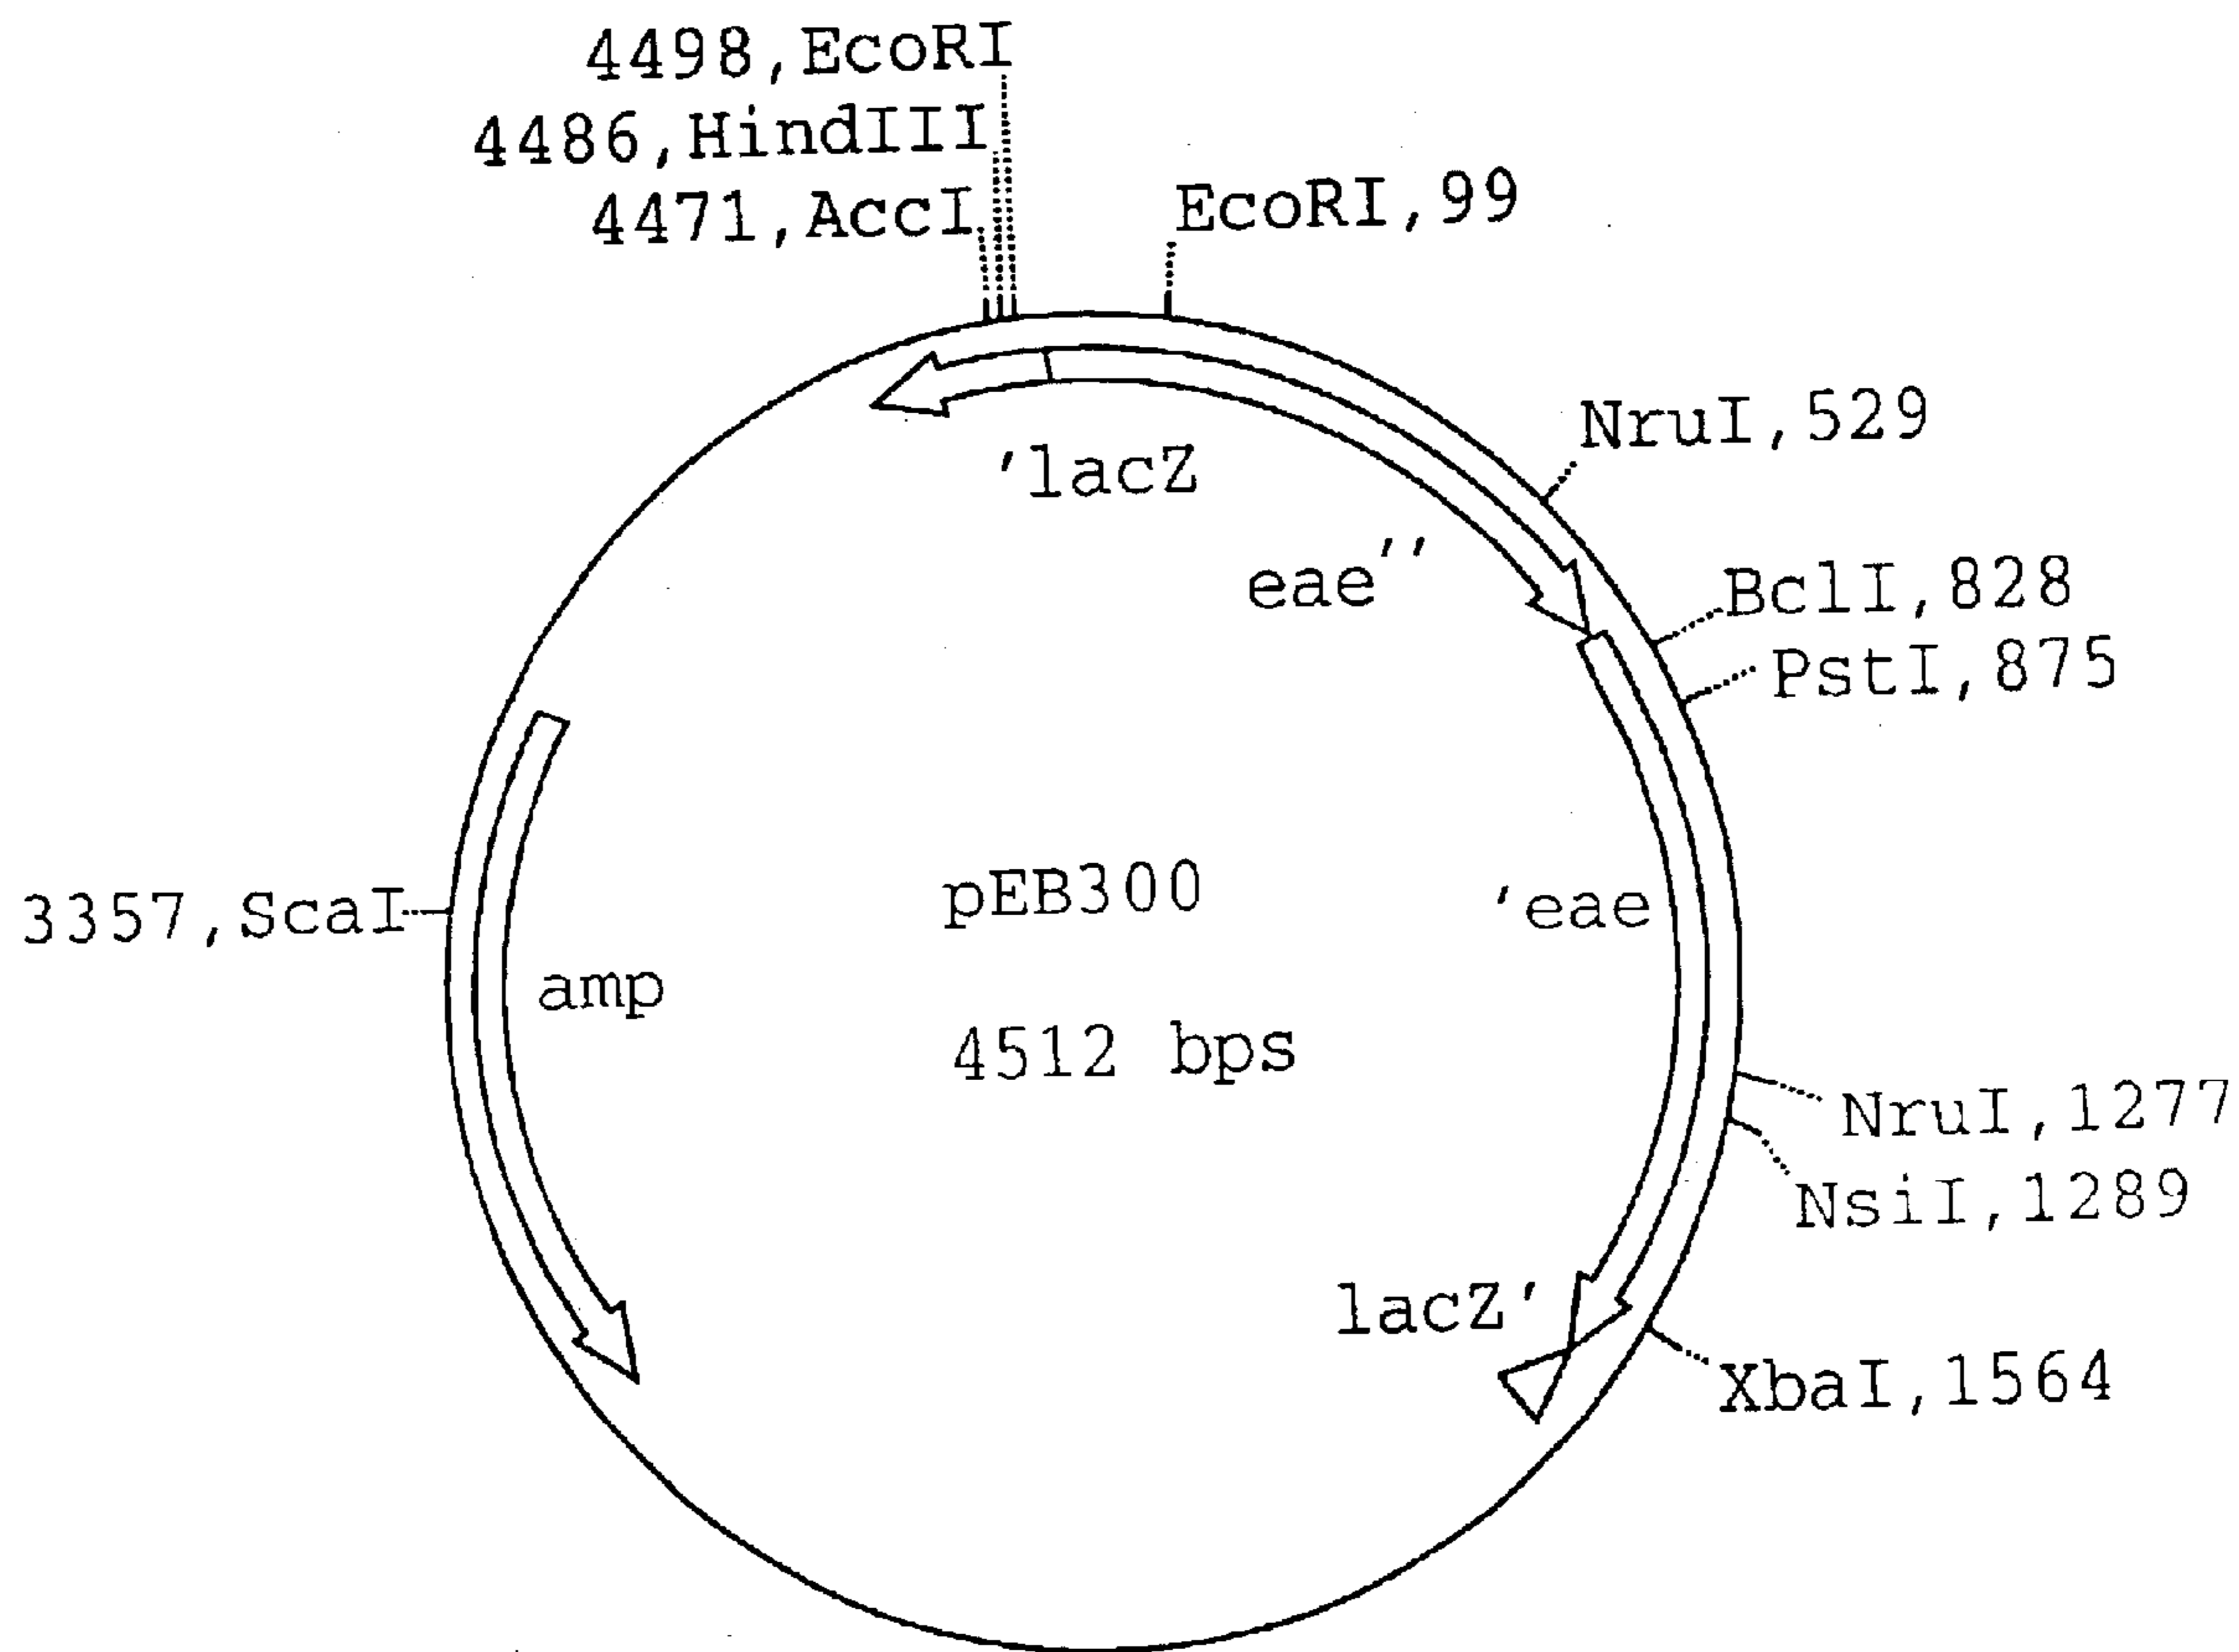 4498,EcoRI
4486,HindIII
4471,AccI
EcoRI,99
NruI,529
'lacZ
eae''
BclI,828
PstI,875
3357,ScaI
pEB300
'eae
amp
4512 bps
NruI,1277
NsiI,1289
lacZ'
XbaI,1564